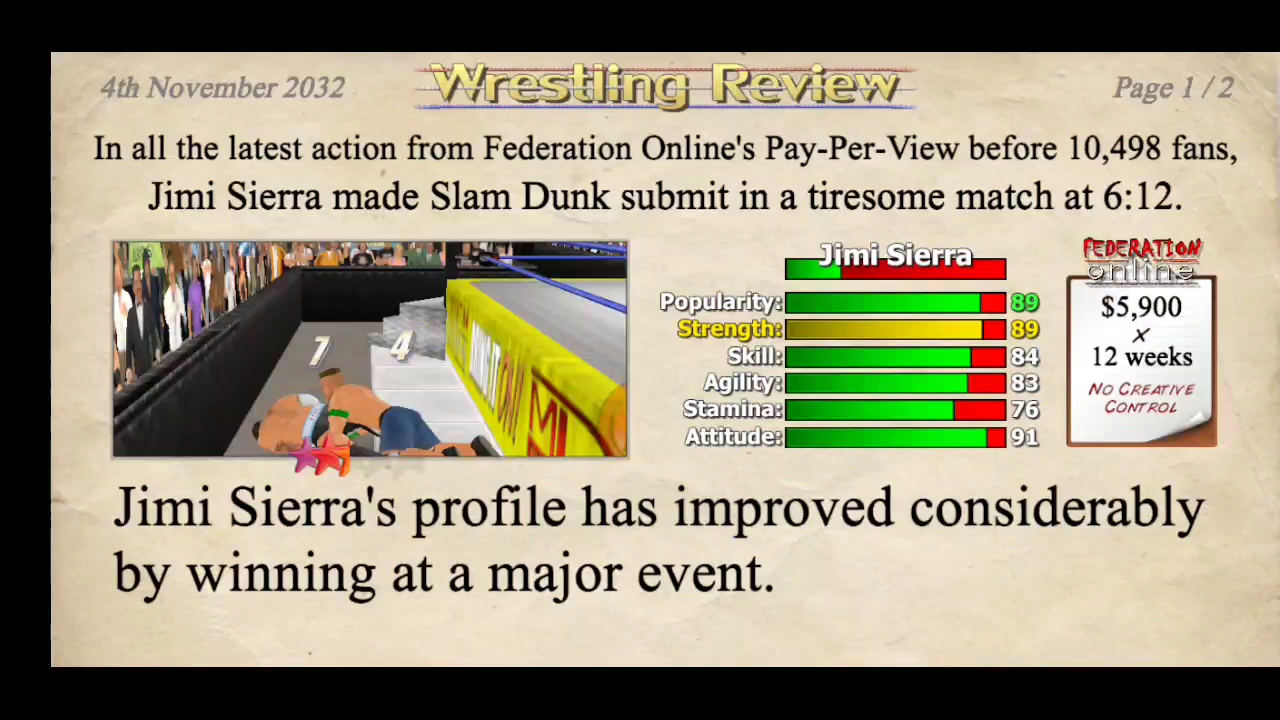 4th November 2032
Wrestling Review
Page 1 / 2
In all the latest action from Federation Online's Pay-Per-View before 10,498 fans,
Jimi Sierra made Slam Dunk submit in a tiresome match at 6:12.
7 4
Jimi Sierra
Popularity: 89
Strength: 89
Skill: 84
Agility: 83
Stamina: 76
Attitude: 91
FEDERATION
online
$5,900
x
12 weeks
NO CREATIVE
CONTROL
Jimi Sierra's profile has improved considerably
by winning at a major event.